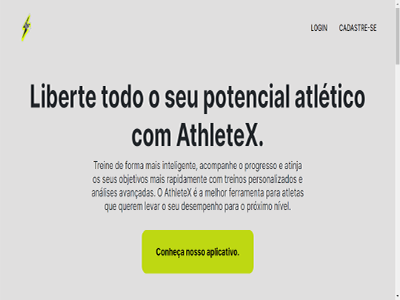 LOGIN CADASTRE-SE
Liberte todo o seu potencial atlético
com AthleteX.
Treine de forma mais inteligente, acompanhe o progresso e atinja
os seus objetivos mais rapidamente com treinos personalizados e
análises avançadas. O AthleteX é a melhor ferramenta para atletas
que querem levar o seu desempenho para o próximo nível.
Conheça nosso aplicativo.